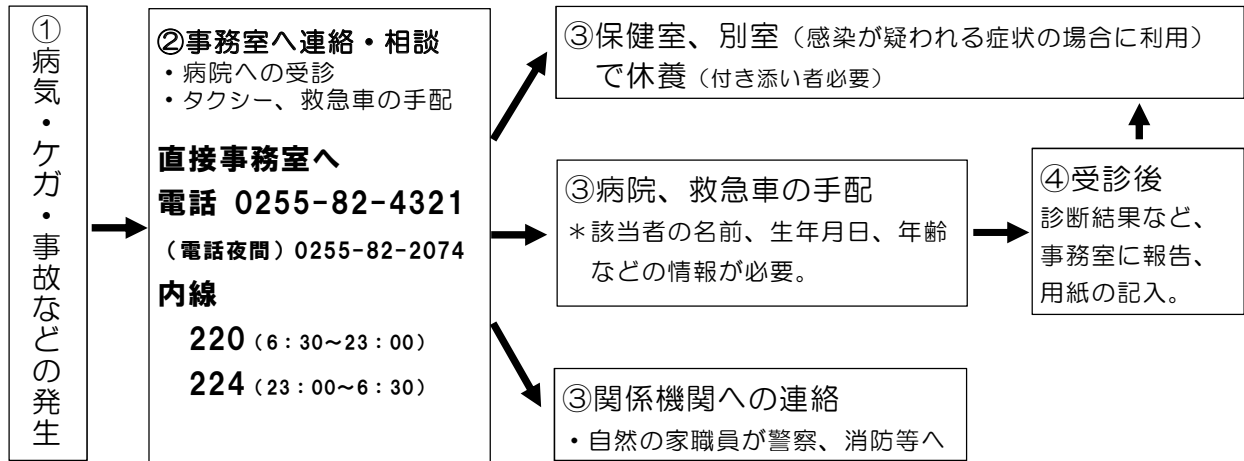 ①病気・ケガ・事故などの発生
②事務室へ連絡・相談
・病院への受診
・タクシー、救急車の手配
直接事務室へ
電話 0255-82-4321
（電話夜間）0255-82-2074
内線
220（6：30～23：00）
224（23：00～6：30）
③保健室、別室（感染が疑われる症状の場合に利用）
で休養（付き添い者必要）
③病院、救急車の手配
＊該当者の名前、生年月日、年齢
などの情報が必要。
③関係機関への連絡
・自然の家職員が警察、消防等へ
④受診後
診断結果など、
事務室に報告、
用紙の記入。